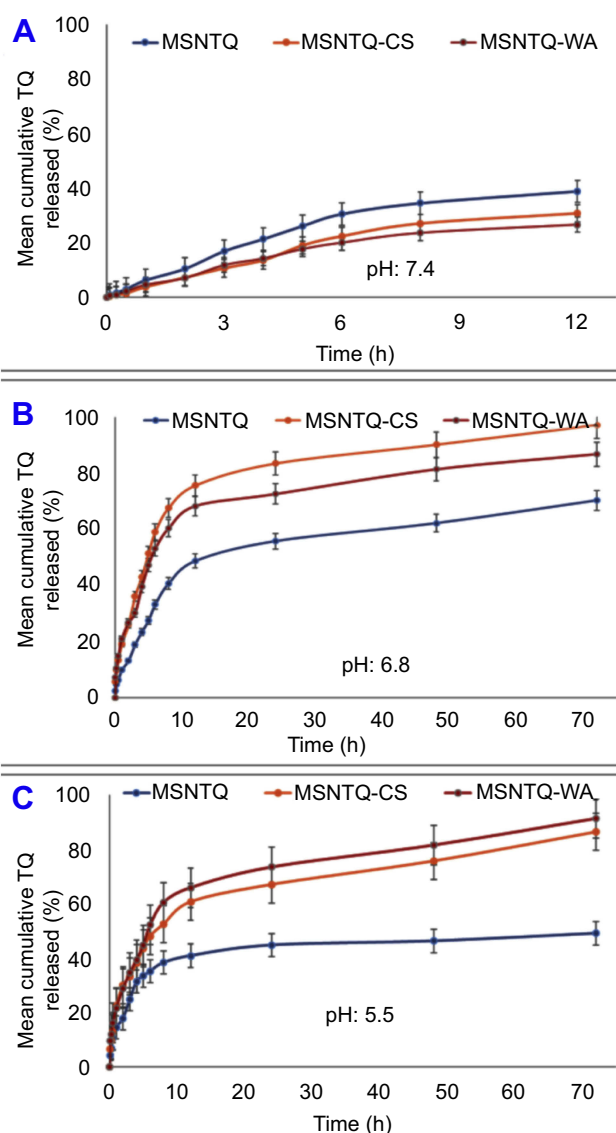 A
MSNTQ MSNTQ-CS MSNTQ-WA
Mean cumulative TQ
released (%)
100
80
60
40
20
0
pH: 7.4
0 3 6 9 12
Time (h)
B
MSNTQ MSNTQ-CS MSNTQ-WA
Mean cumulative TQ
released (%)
100
80
60
40
20
0
pH: 6.8
0 10 20 30 40 50 60 70
Time (h)
C
MSNTQ MSNTQ-CS MSNTQ-WA
Mean cumulative TQ
released (%)
100
80
60
40
20
0
pH: 5.5
0 10 20 30 40 50 60 70
Time (h)